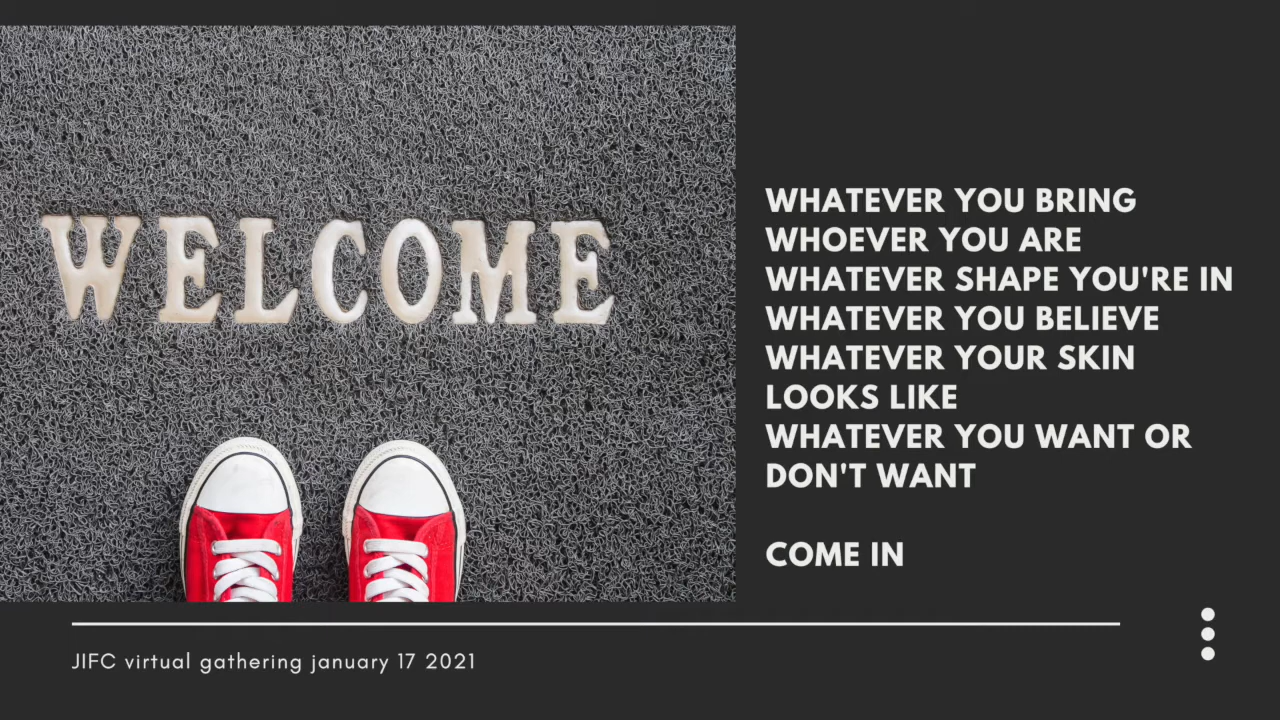 WELCOME
WHATEVER YOU BRING
WHOEVER YOU ARE
WHATEVER SHAPE YOU'RE IN
WHATEVER YOU BELIEVE
WHATEVER YOUR SKIN
LOOKS LIKE
WHATEVER YOU WANT OR
DON'T WANT
COME IN
JIFC virtual gathering january 17 2021